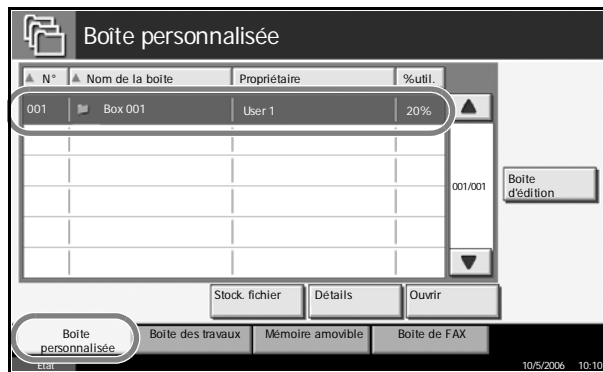 Boîte personnalisée
N° Nom de la boîte Propriétaire %util.
001 Box 001 User 1 20%
001/001
Boîte
d'édition
Stock. fichier Détails Ouvrir
Boîte
personnalisée
Boîte des travaux Mémoire amovible Boîte de FAX
État 10/5/2006 10:10